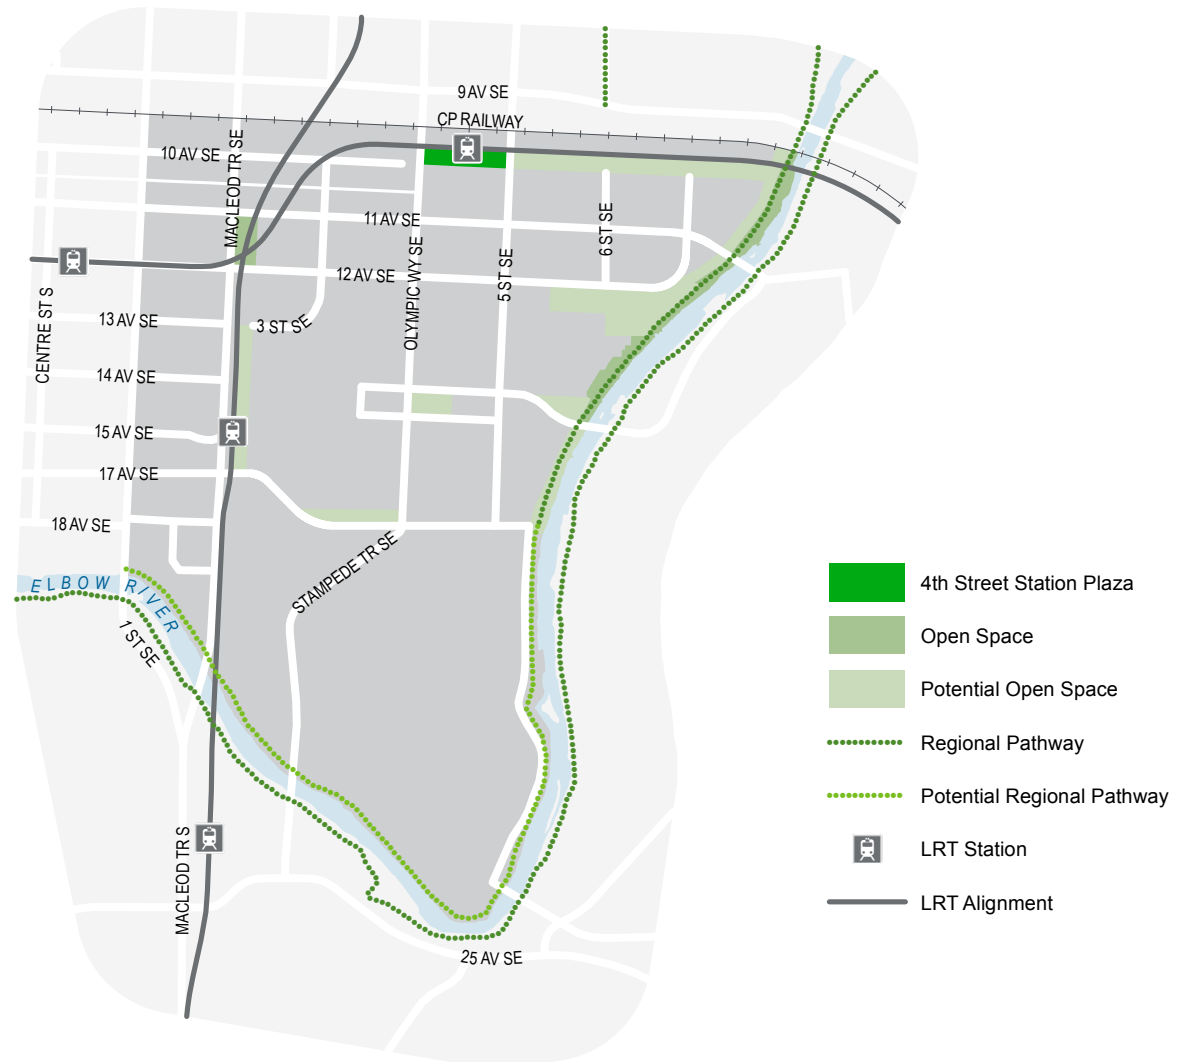 9 AV SE
CP RAILWAY
10 AV SE
MACLEOD TR SE
11 AV SE
6 ST SE
12 AV SE
OLYMPIC WY SE
5 ST SE
CENTRE ST S
13 AV SE
3 ST SE
14 AV SE
15 AV SE
17 AV SE
18 AV SE
STAMPEDE TR SE
ELBOW RIVER
1 ST SE
MACLEOD TR S
25 AV SE
4th Street Station Plaza
Open Space
Potential Open Space
Regional Pathway
Potential Regional Pathway
LRT Station
LRT Alignment